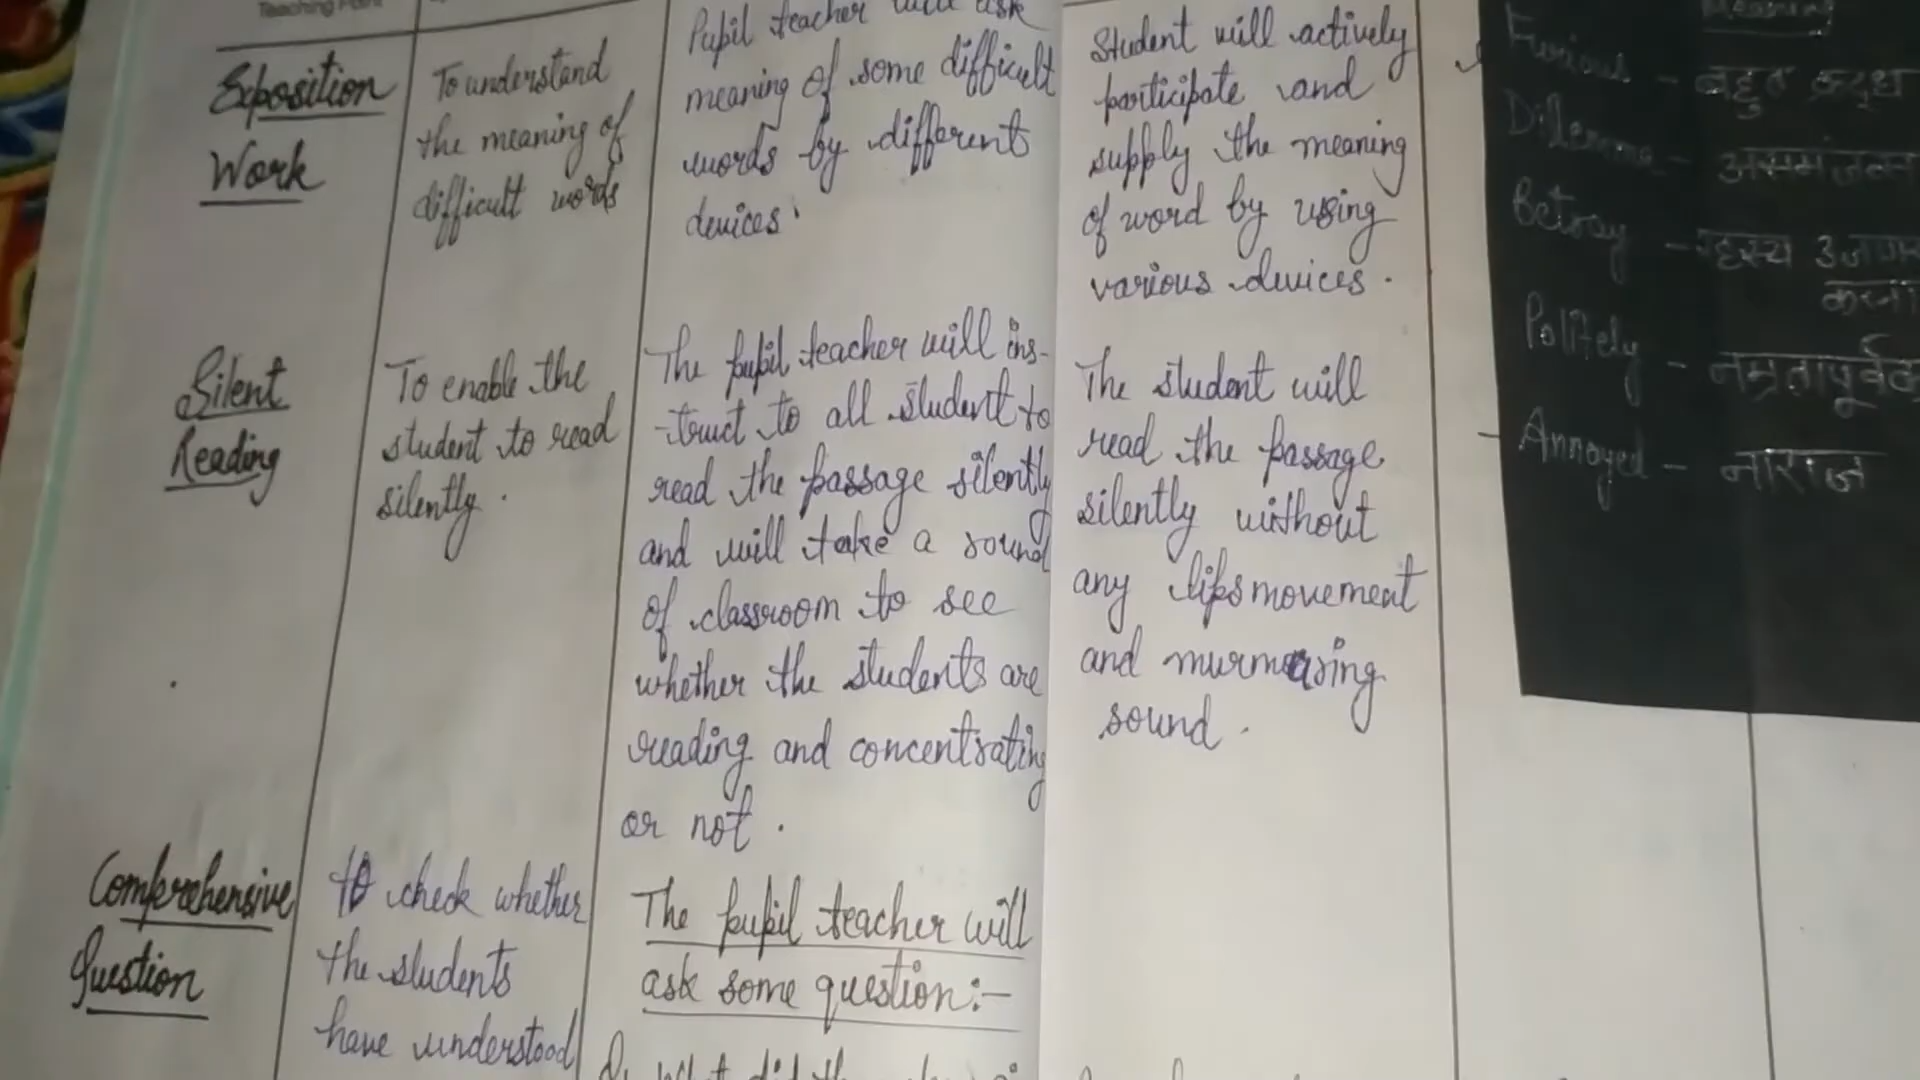 Teaching Point
Exposition
Work
To understand
the meaning of
difficult words
Pupil teacher will ask
meaning of some difficult
words by different
devices.
Student will actively
participate and
supply the meaning
of word by using
various devices.
Meaning
Furious - बहुत क्रुध
Dilemma - असमंजस
Betray - रहस्य उजागर
करना
Politely - नम्रतापूर्वक
Annoyed - नाराज
Silent
Reading
To enable the
student to read
silently.
The pupil teacher will ins-
-truct to all student to
read the passage silently
and will take a round
of classroom to see
whether the students are
reading and concentrating
or not.
The student will
read the passage
silently without
any lips movement
and murmuring
sound.
Comprehensive
Question
to check whether
the students
have understood
The pupil teacher will
ask some question:-
What did the